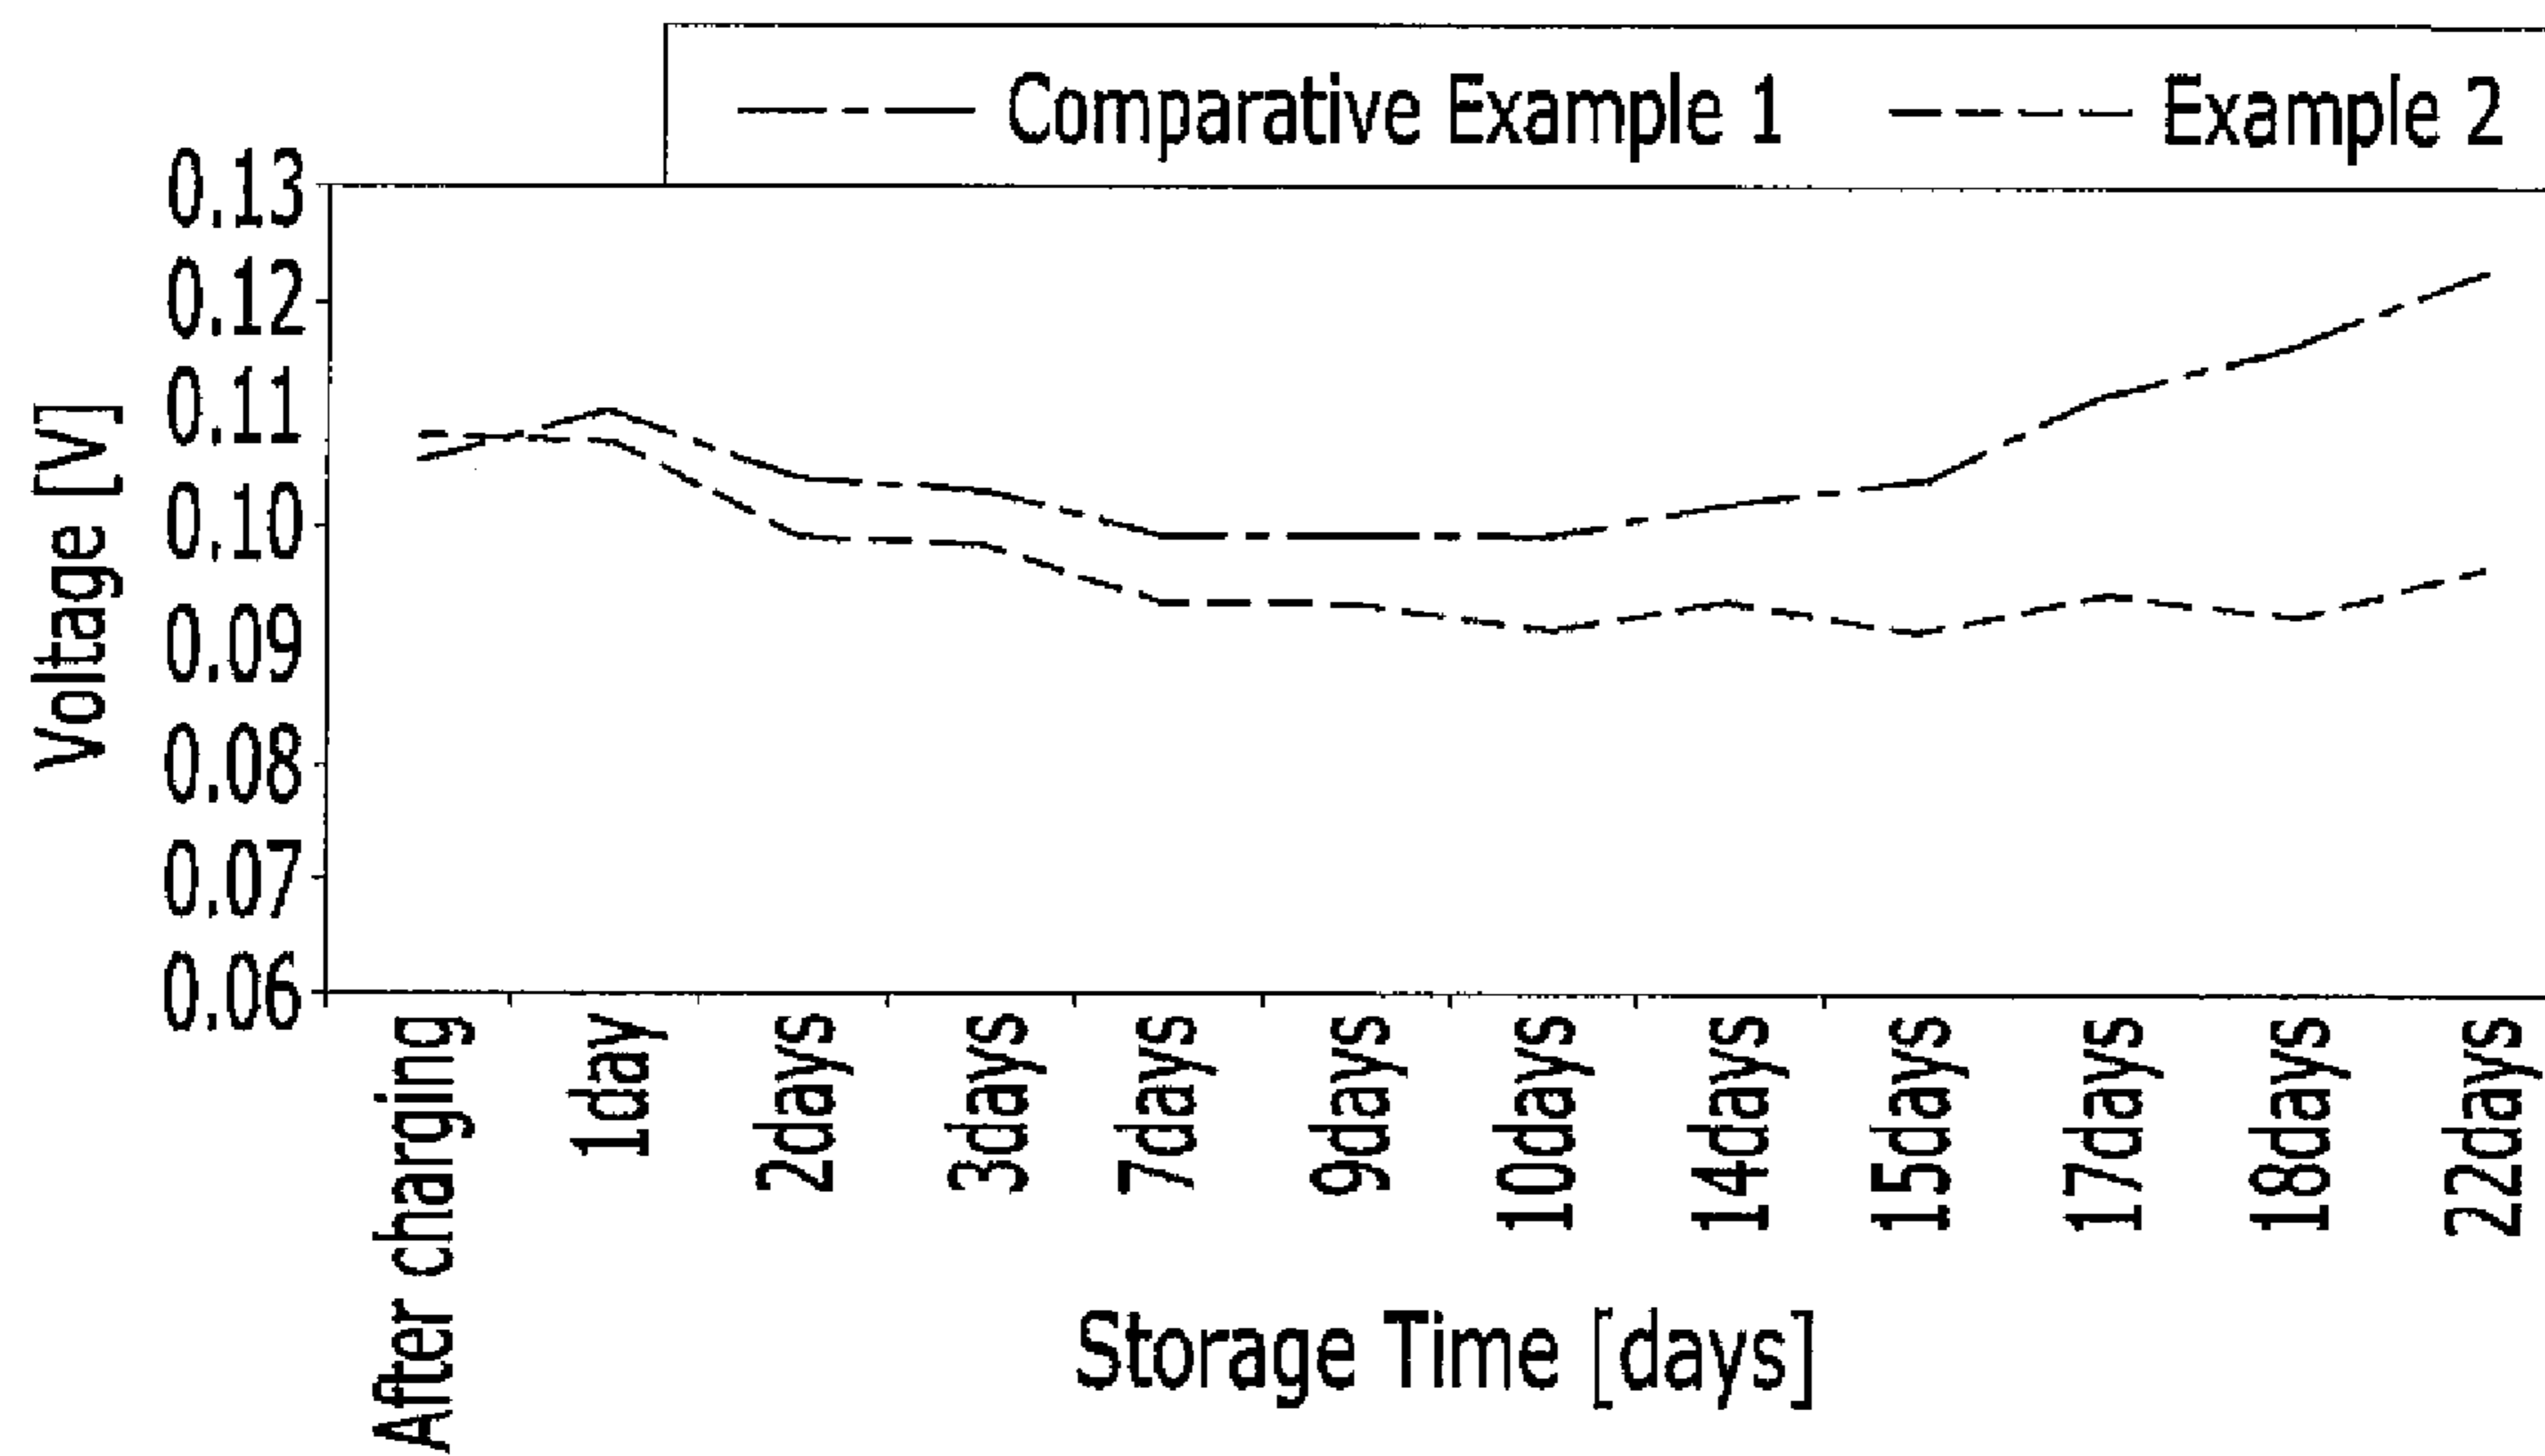 Comparative Example 1 Example 2
0.13
0.12
0.11
0.10
0.09
0.08
0.07
0.06
Voltage [V]
After charging
1day
2days
3days
7days
9days
10days
14days
15days
17days
18days
22days
Storage Time [days]